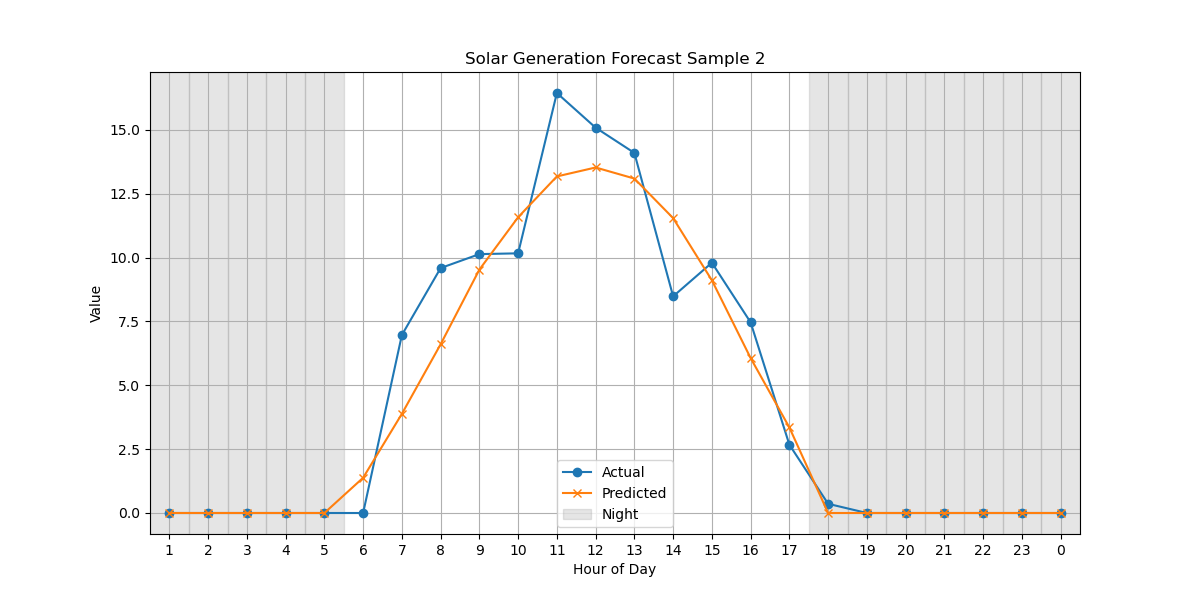 Solar Generation Forecast Sample 2
15.0
12.5
10.0
7.5
5.0
2.5
0.0
Value
Actual
Predicted
Night
1 2 3 4 5 6 7 8 9 10 11 12 13 14 15 16 17 18 19 20 21 22 23 0
Hour of Day